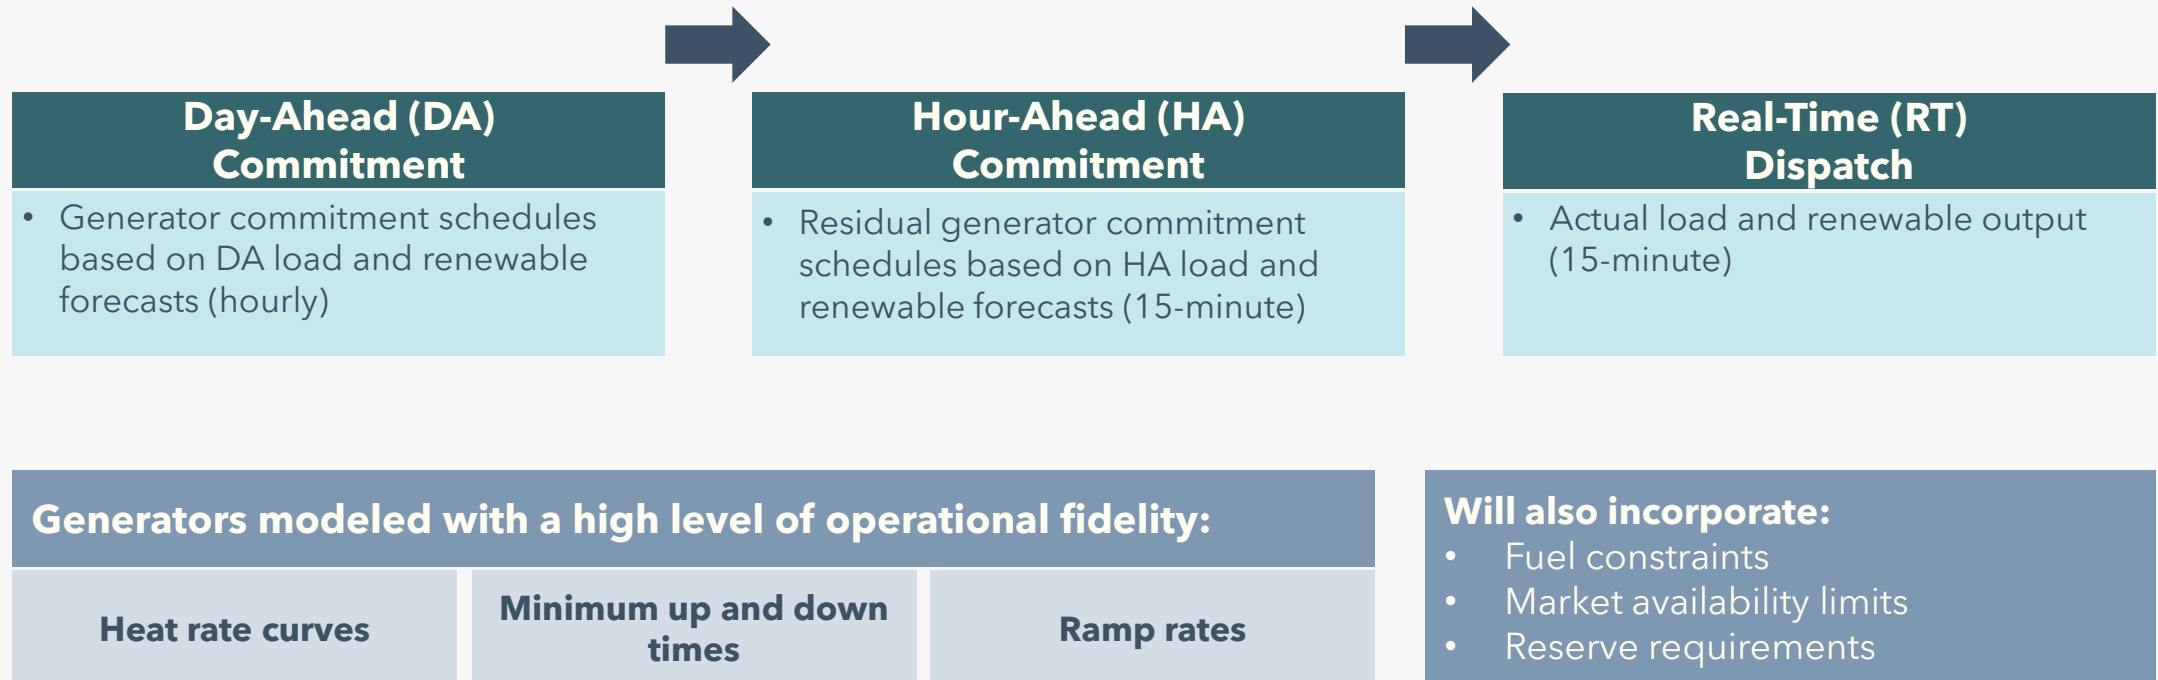 Day-Ahead (DA)
Commitment
• Generator commitment schedules
based on DA load and renewable
forecasts (hourly)
Hour-Ahead (HA)
Commitment
• Residual generator commitment
schedules based on HA load and
renewable forecasts (15-minute)
Real-Time (RT)
Dispatch
• Actual load and renewable output
(15-minute)
Generators modeled with a high level of operational fidelity:
Heat rate curves
Minimum up and down
times
Ramp rates
Will also incorporate:
• Fuel constraints
• Market availability limits
• Reserve requirements